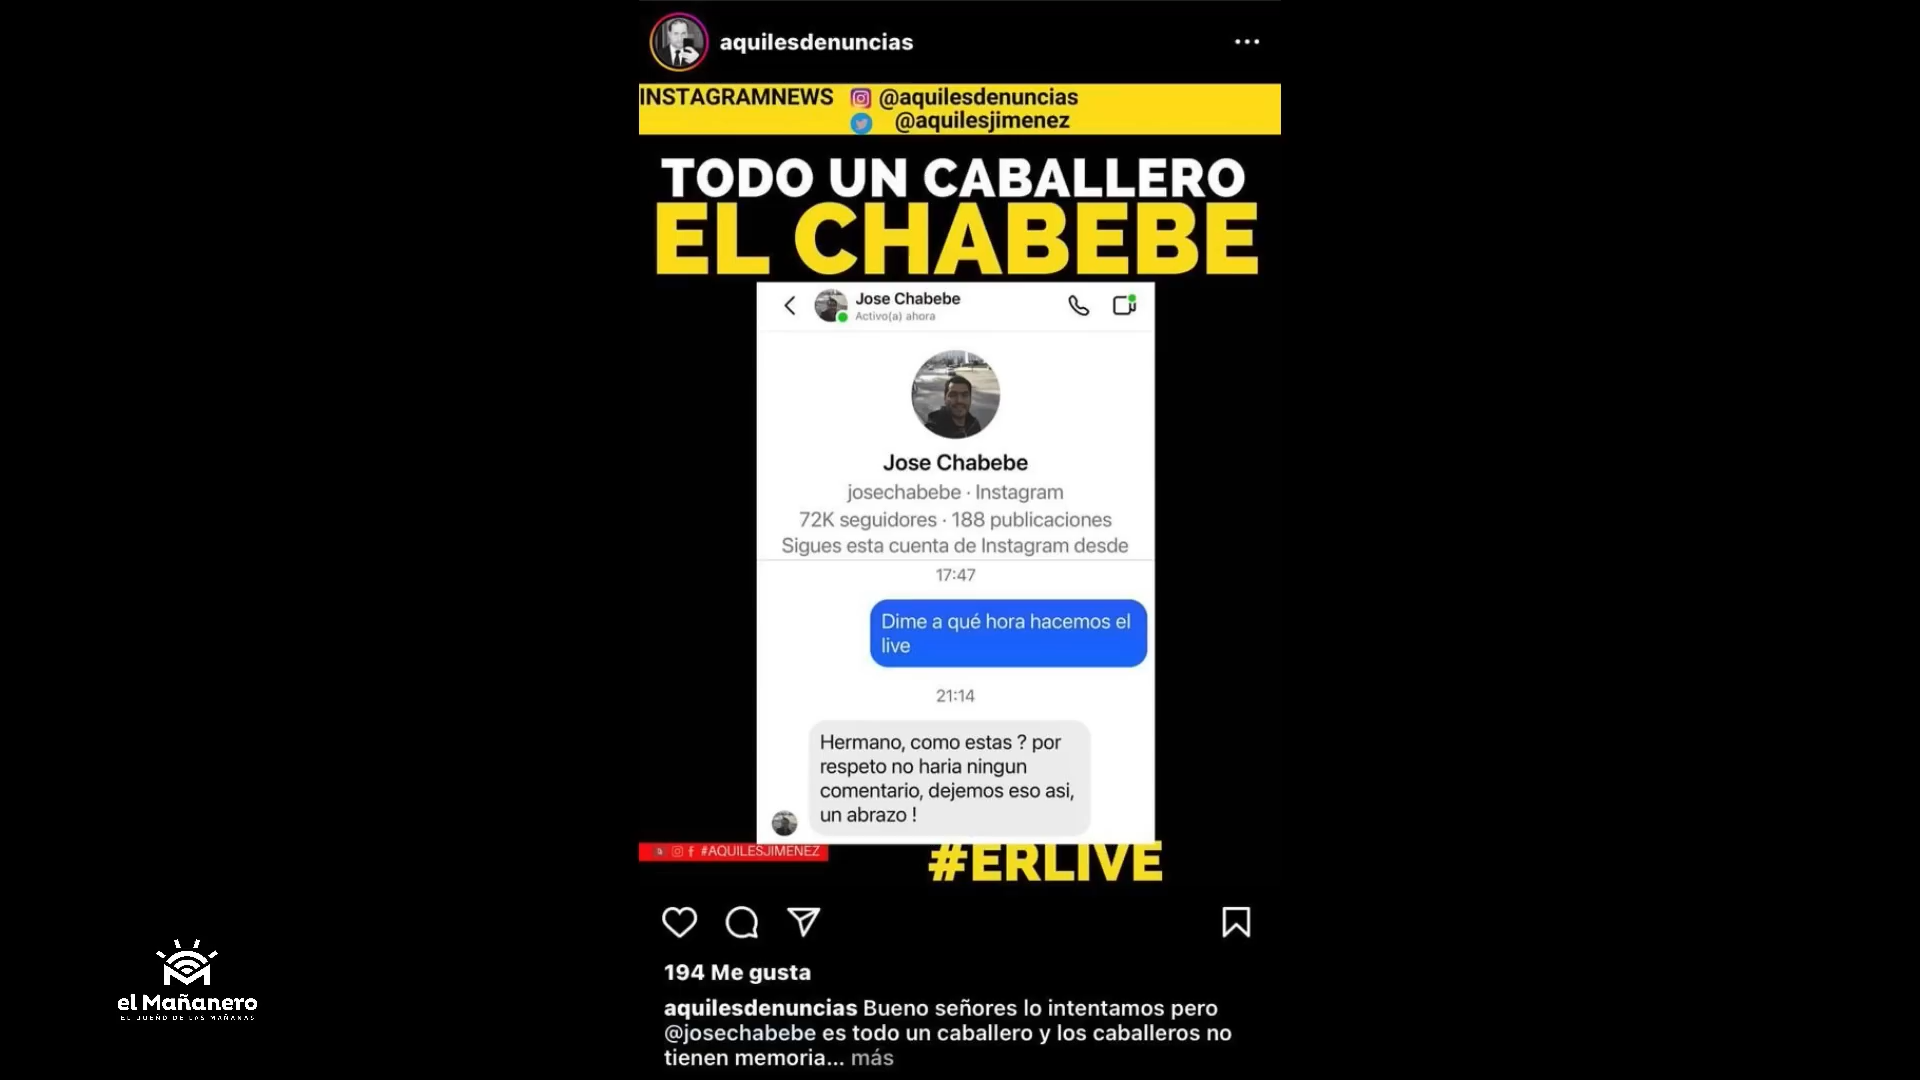 aquilesdenuncias
INSTAGRAMNEWS @aquilesdenuncias
@aquilesjimenez
TODO UN CABALLERO
EL CHABEBE
Jose Chabebe
Activo(a) ahora
Jose Chabebe
josechabebe · Instagram
72K seguidores · 188 publicaciones
Sigues esta cuenta de Instagram desde
17:47
Dime a qué hora hacemos el
live
21:14
Hermano, como estas ? por
respeto no haria ningun
comentario, dejemos eso asi,
un abrazo !
#AQUILESJIMENEZ
#ERLIVE
194 Me gusta
aquilesdenuncias Bueno señores lo intentamos pero
@josechabebe es todo un caballero y los caballeros no
tienen memoria... más
el Mañanero
EL DUEÑO DE LAS MAÑANAS